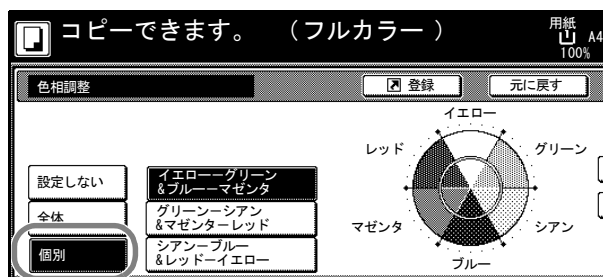 コピーできます。 （フルカラー ）
用紙
A4
100%
色相調整
登録
元に戻す
イエロー
レッド
グリーン
設定しない
イエローーグリーン
&ブルーーマゼンタ
全体
グリーンーシアン
&マゼンターレッド
マゼンタ
シアン
個別
シアンーブルー
&レッドーイエロー
ブルー